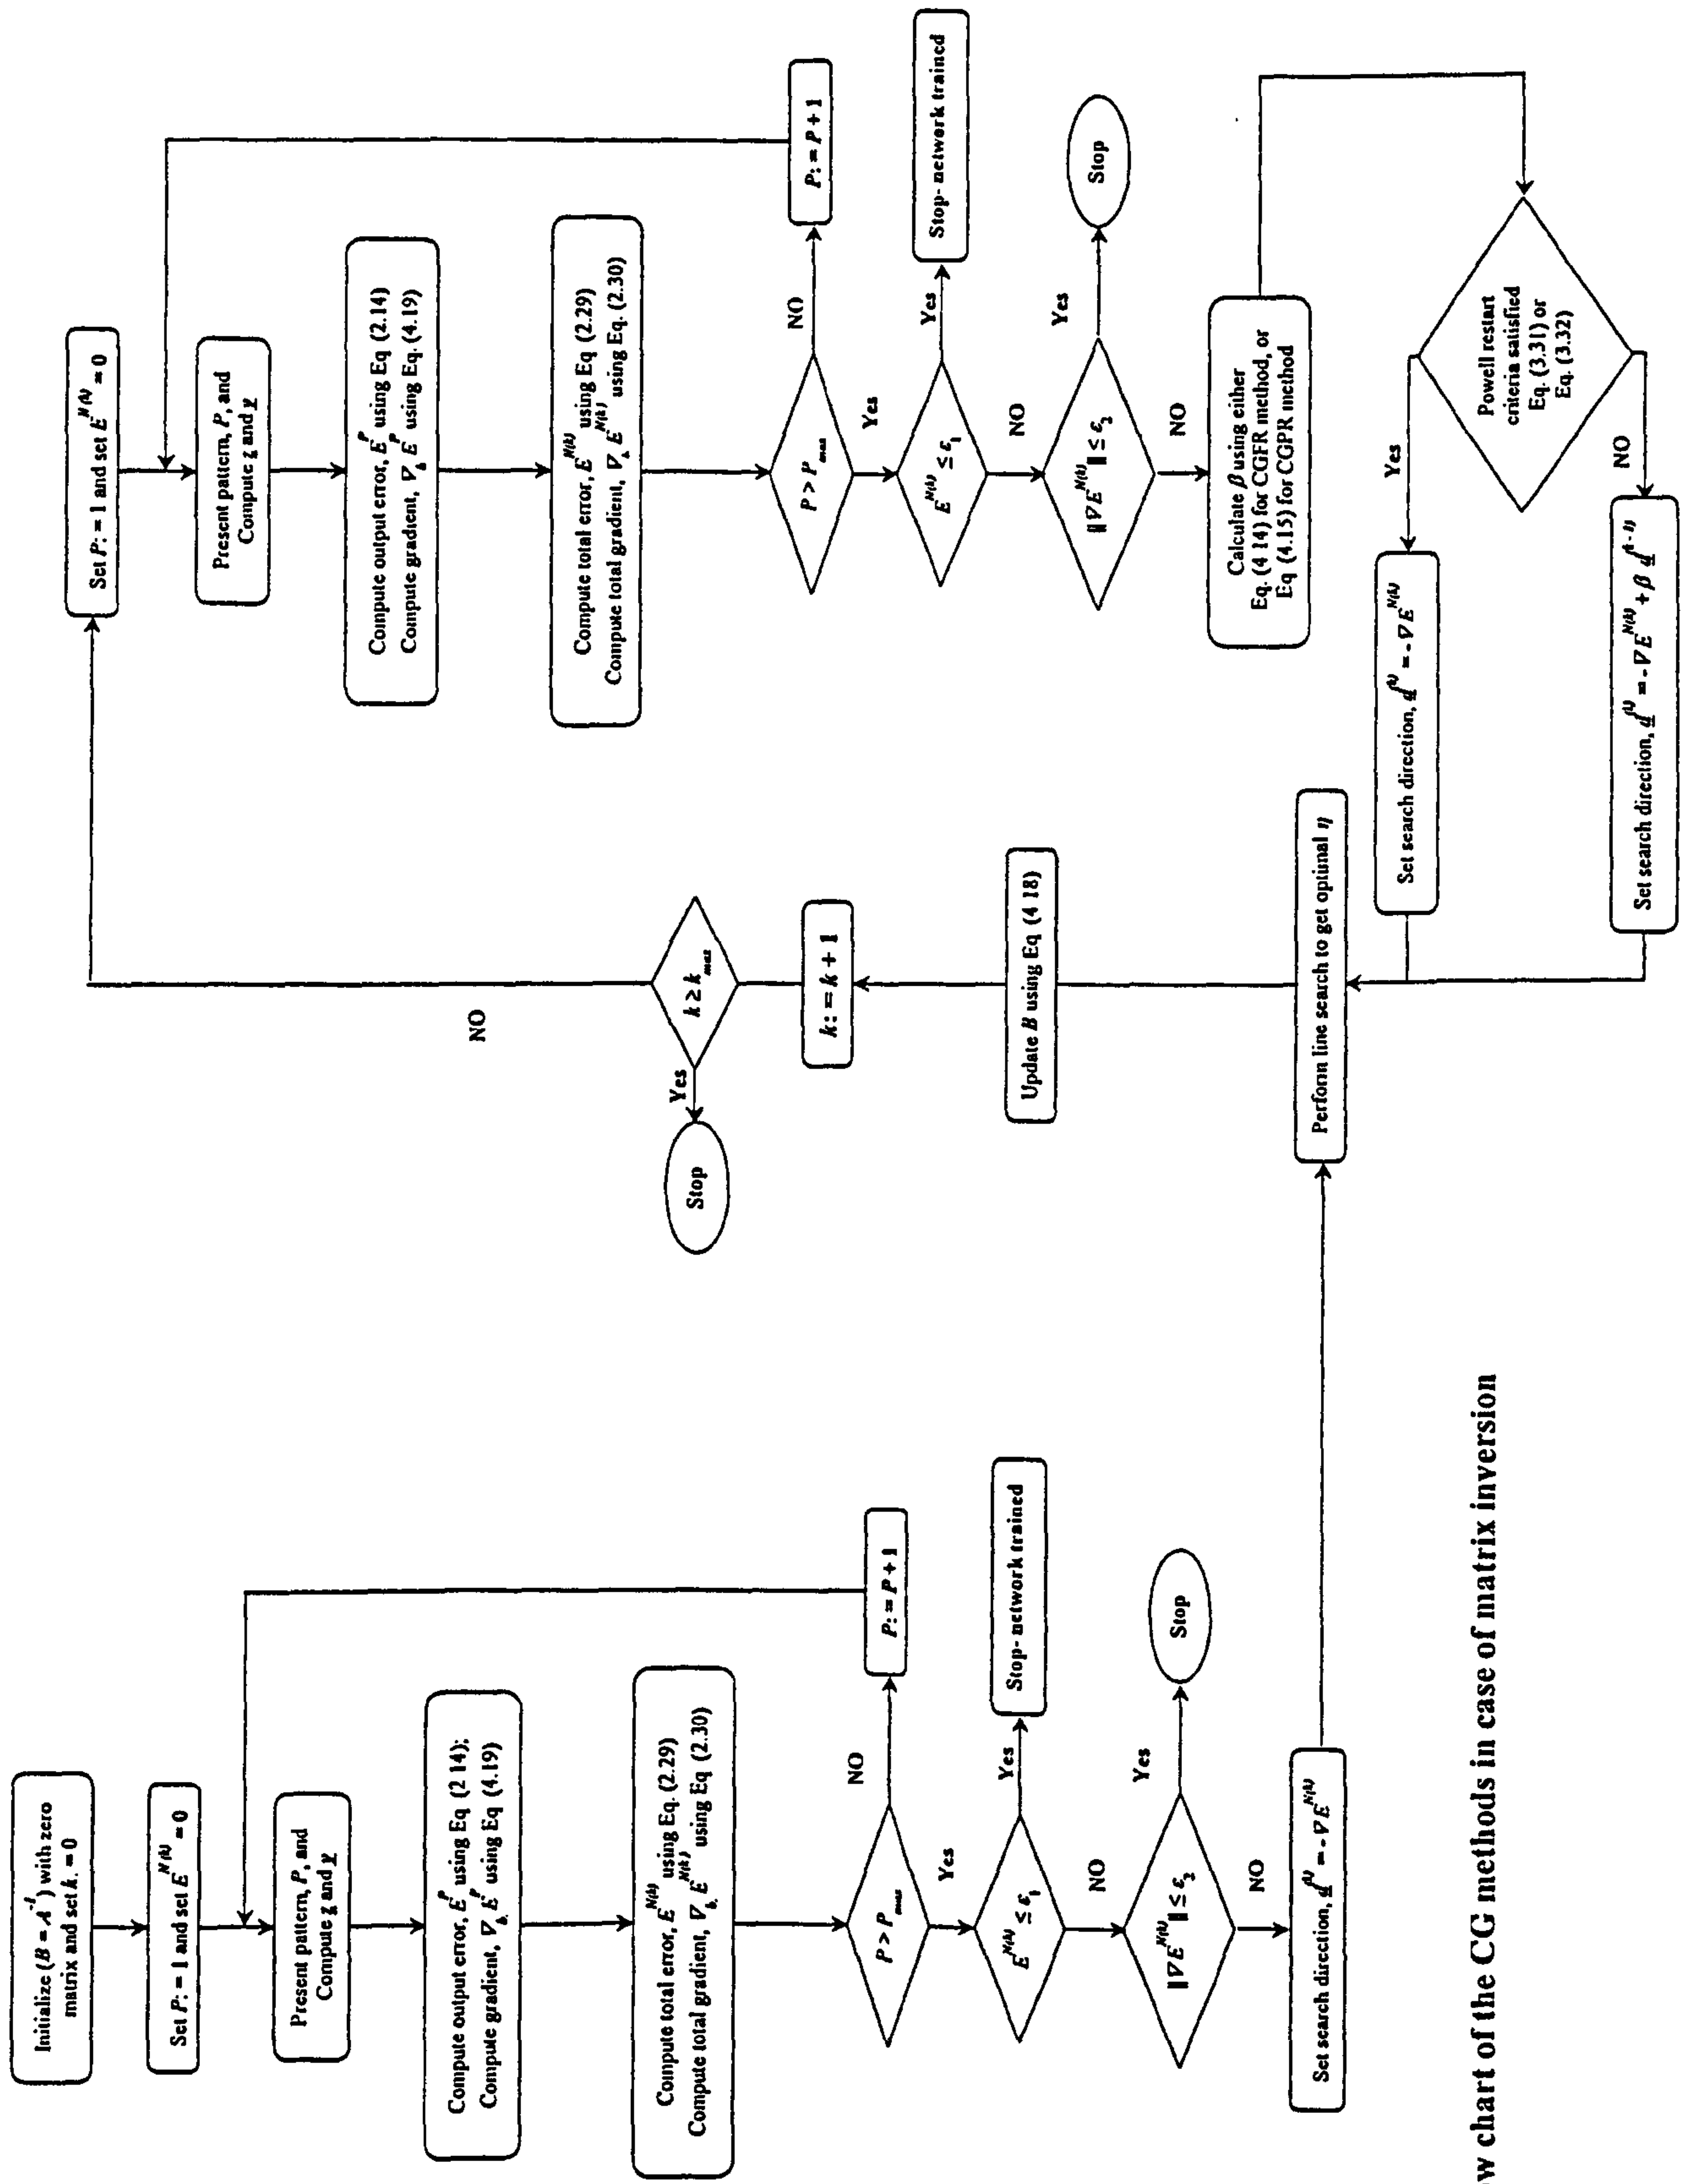 Initialize (B = A^-1) with zero
matrix and set k. = 0
Set P: = 1 and set E^N(k) = 0
Present pattern, P, and
Compute z and y
Compute output error, E^P using Eq (2 14);
Compute gradient, ∇_b. E^P using Eq (4.19)
Compute total error, E^N(k) using Eq. (2.29)
Compute total gradient, ∇_b. E^N(k) using Eq (2.30)
P > P_max
NO
P: = P + 1
Yes
E^N(k) ≤ ε_1
Yes
Stop- network trained
NO
‖∇E^N(k)‖ ≤ ε_2
Yes
Stop
NO
Set search direction, d^(k) = - ∇E^N(k)
Perform line search to get optimal η
Update B using Eq (4 18)
k: = k + 1
k ≥ k_max
Yes
Stop
NO
Set P: = 1 and set E^N(k) = 0
Present pattern, P, and
Compute z and y
Compute output error, E^P using Eq (2.14)
Compute gradient, ∇_b E^P using Eq. (4.19)
Compute total error, E^N(k) using Eq (2.29)
Compute total gradient, ∇_b E^N(k) using Eq. (2.30)
P > P_max
NO
P: = P + 1
Yes
E^N(k) ≤ ε_1
Yes
Stop- network trained
NO
‖∇E^N(k)‖ ≤ ε_2
Yes
Stop
NO
Calculate β using either
Eq. (4 14) for CGFR method, or
Eq (4.15) for CGPR method
Powell restart
criteria satisfied
Eq. (3.31) or
Eq. (3.32)
Yes
Set search direction, d^(k) = - ∇E^N(k)
NO
Set search direction, d^(k) = - ∇E^N(k) + β d^(k-1)
chart of the CG methods in case of matrix inversion